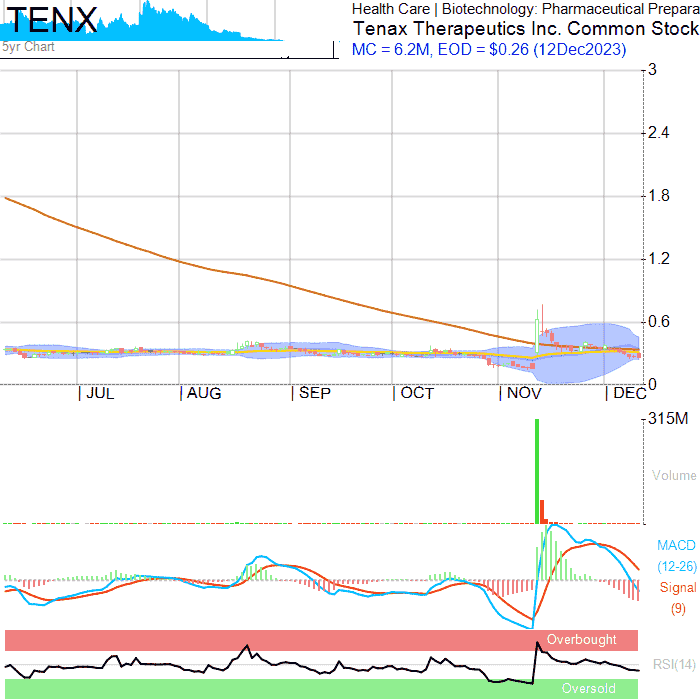 TENX
5yr Chart
Health Care | Biotechnology: Pharmaceutical Prepara
Tenax Therapeutics Inc. Common Stock
MC = 6.2M, EOD = $0.26 (12Dec2023)
3
2.4
1.8
1.2
0.6
0
| JUL | AUG | SEP | OCT | NOV | DEC
315M
Volume
MACD
(12-26)
Signal
(9)
Overbought
RSI(14)
Oversold